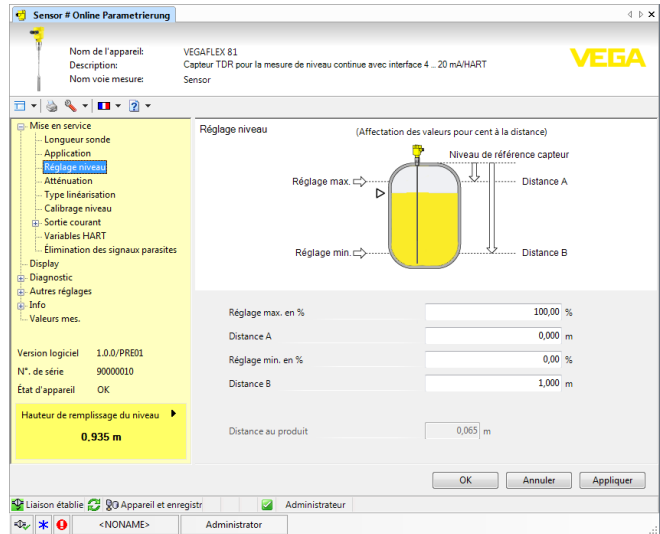 Sensor # Online Parametrierung
Nom de l'appareil: VEGAFLEX 81
Description: Capteur TDR pour la mesure de niveau continue avec interface 4 .. 20 mA/HART
Nom voie mesure: Sensor
VEGA
Mise en service
Longueur sonde
Application
Réglage niveau
Atténuation
Type linéarisation
Calibrage niveau
Sortie courant
Variables HART
Élimination des signaux parasites
Display
Diagnostic
Autres réglages
Info
Valeurs mes.
Version logiciel 1.0.0/PRE01
N°. de série 90000010
État d'appareil OK
Hauteur de remplissage du niveau
0,935 m
Réglage niveau
(Affectation des valeurs pour cent à la distance)
Niveau de référence capteur
Réglage max.
Distance A
Réglage min.
Distance B
Réglage max. en % 100,00 %
Distance A 0,000 m
Réglage min. en % 0,00 %
Distance B 1,000 m
Distance au produit 0,065 m
OK Annuler Appliquer
Liaison établie Appareil et enregistr Administrateur
<NONAME> Administrator